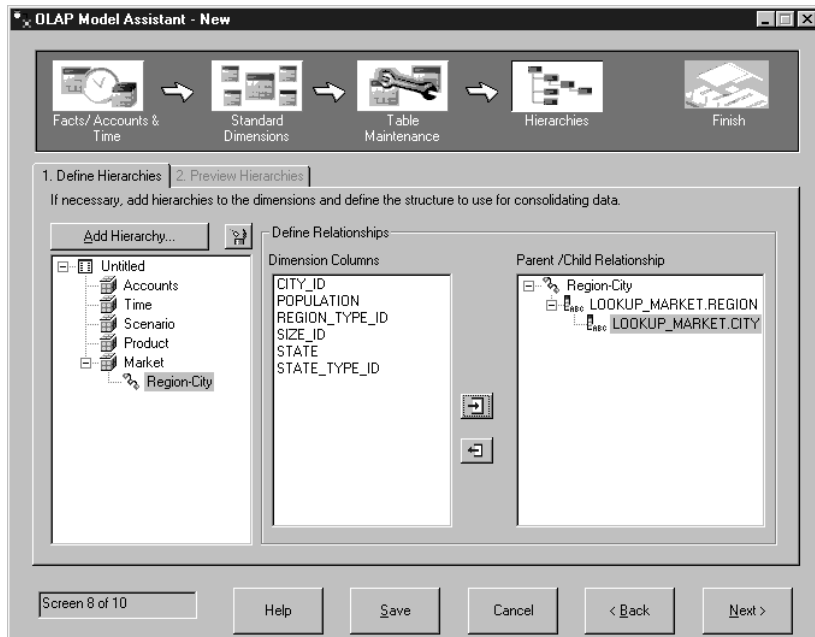 OLAP Model Assistant - New
Facts/ Accounts &
Time
Standard
Dimensions
Table
Maintenance
Hierarchies
Finish
1. Define Hierarchies
2. Preview Hierarchies
If necessary, add hierarchies to the dimensions and define the structure to use for consolidating data.
Add Hierarchy...
Untitled
Accounts
Time
Scenario
Product
Market
Region-City
Define Relationships
Dimension Columns
CITY_ID
POPULATION
REGION_TYPE_ID
SIZE_ID
STATE
STATE_TYPE_ID
Parent /Child Relationship
Region-City
ABC LOOKUP_MARKET.REGION
ABC LOOKUP_MARKET.CITY
Screen 8 of 10
Help
Save
Cancel
< Back
Next >